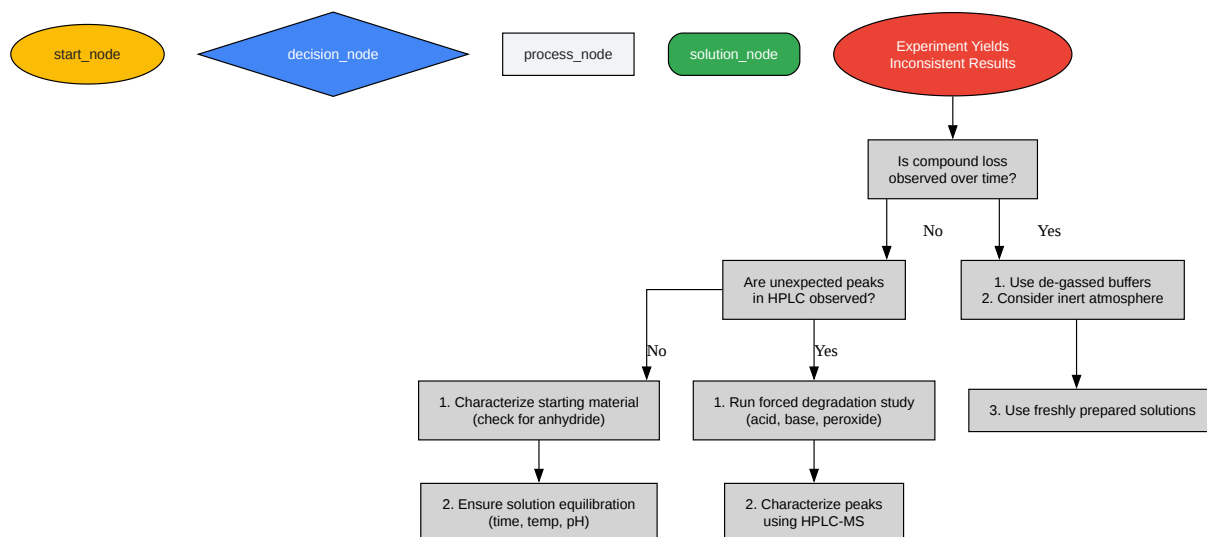 start_node
decision_node
process_node
solution_node
Experiment Yields
Inconsistent Results
Is compound loss
observed over time?
No
Yes
Are unexpected peaks
in HPLC observed?
1. Use de-gassed buffers
2. Consider inert atmosphere
No
Yes
1. Characterize starting material
(check for anhydride)
1. Run forced degradation study
(acid, base, peroxide)
3. Use freshly prepared solutions
2. Ensure solution equilibration
(time, temp, pH)
2. Characterize peaks
using HPLC-MS